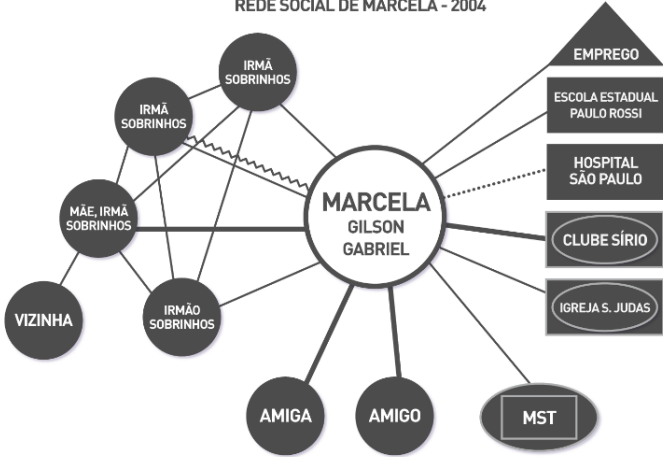 REDE SOCIAL DE MARCELA - 2004
EMPREGO
IRMÃ
SOBRINHOS
ESCOLA ESTADUAL
PAULO ROSSI
IRMÃ
SOBRINHOS
HOSPITAL
SÃO PAULO
MARCELA
GILSON
GABRIEL
MÃE, IRMÃ
SOBRINHOS
CLUBE SÍRIO
IGREJA S. JUDAS
VIZINHA
IRMÃO
SOBRINHOS
AMIGA
AMIGO
MST